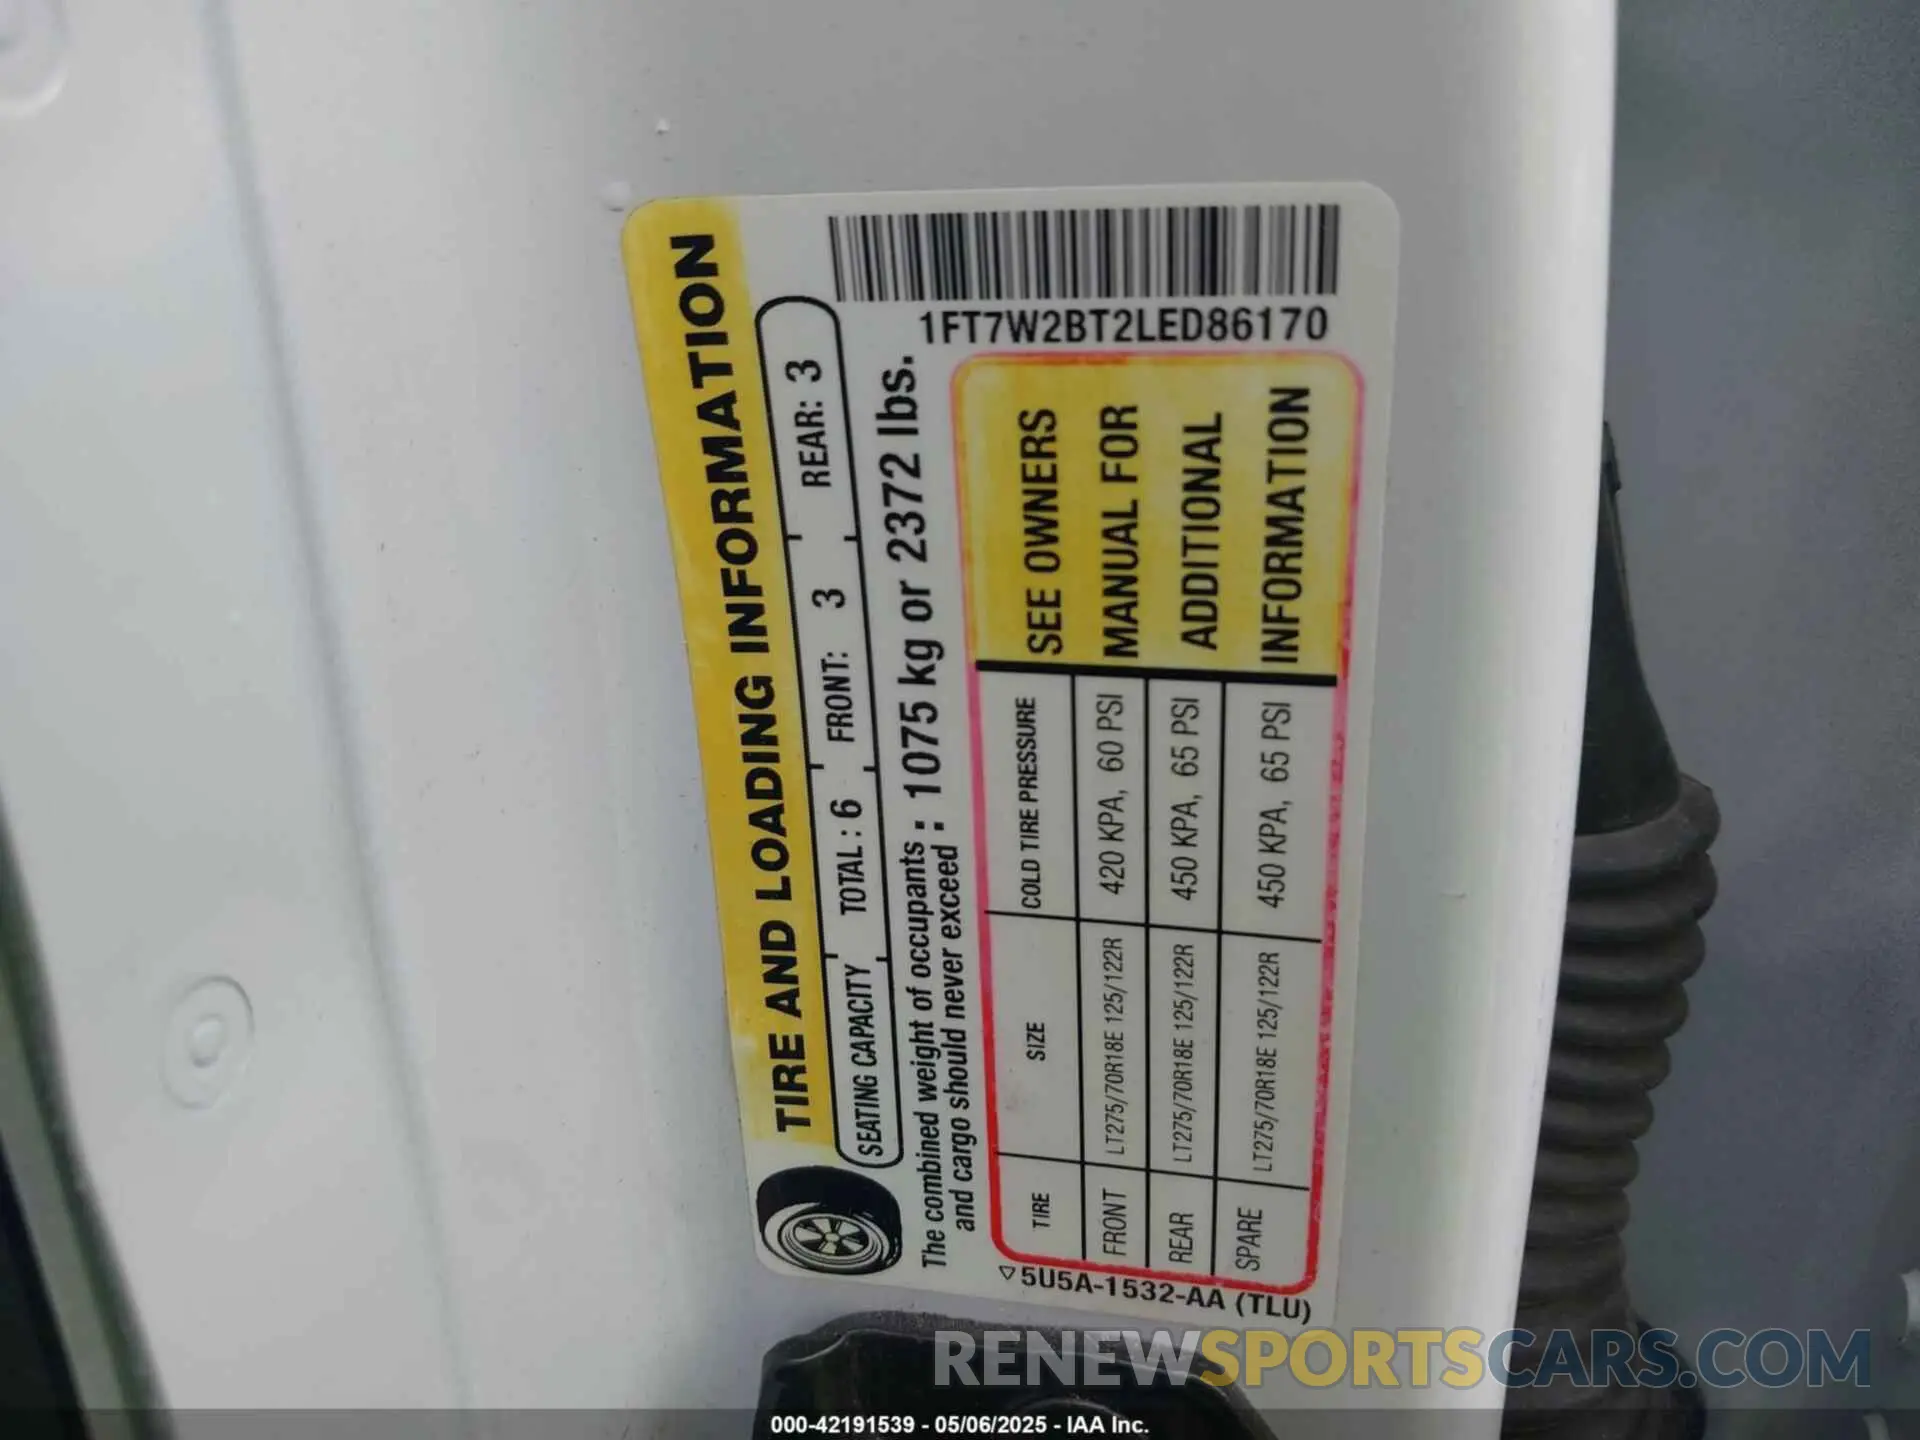 TIRE AND LOADING INFORMATION
SEATING CAPACITY TOTAL : 6 FRONT: 3 REAR: 3
The combined weight of occupants
and cargo should never exceed : 1075 kg or 2372 lbs.
1FT7W2BT2LED86170
TIRE SIZE COLD TIRE PRESSURE
FRONT LT275/70R18E 125/122R 420 KPA, 60 PSI
REAR LT275/70R18E 125/122R 450 KPA, 65 PSI
SPARE LT275/70R18E 125/122R 450 KPA, 65 PSI
SEE OWNERS
MANUAL FOR
ADDITIONAL
INFORMATION
5U5A-1532-AA (TLU)
RENEWSPORTSCARS.COM
000-42191539 - 05/06/2025 - IAA Inc.